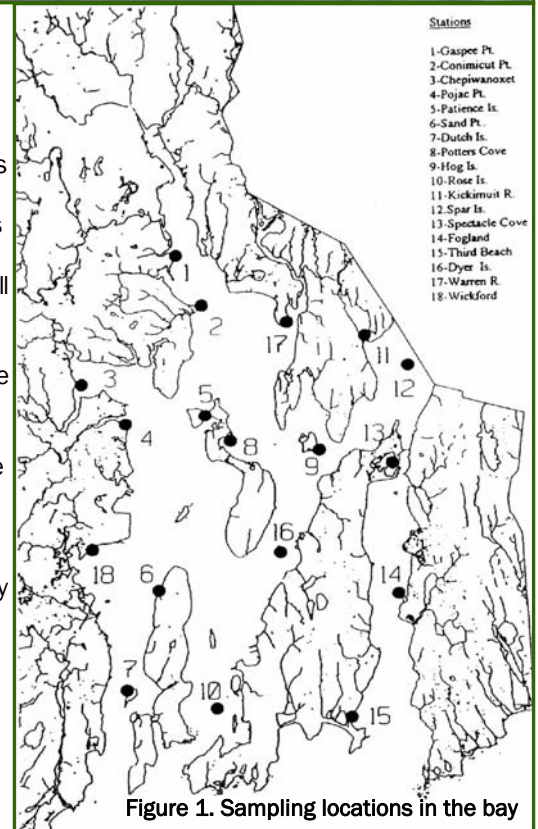 s
s
ll
e
e
y
Stations
1-Gaspee Pt.
2-Conimicut Pt.
3-Chepiwanoxet
4-Pojac Pt.
5-Patience Is.
6-Sand Pt.
7-Dutch Is.
8-Potters Cove
9-Hog Is.
10-Rose Is.
11-Kickimuit R.
12.Spar Is.
13-Spectacle Cove
14-Fogland
15-Third Beach
16-Dyer Is.
17-Warren R.
18-Wickford
1
2
17
11
12
3
5
4
8
9
13
16
18
6
14
7
10
15
Figure 1. Sampling locations in the bay